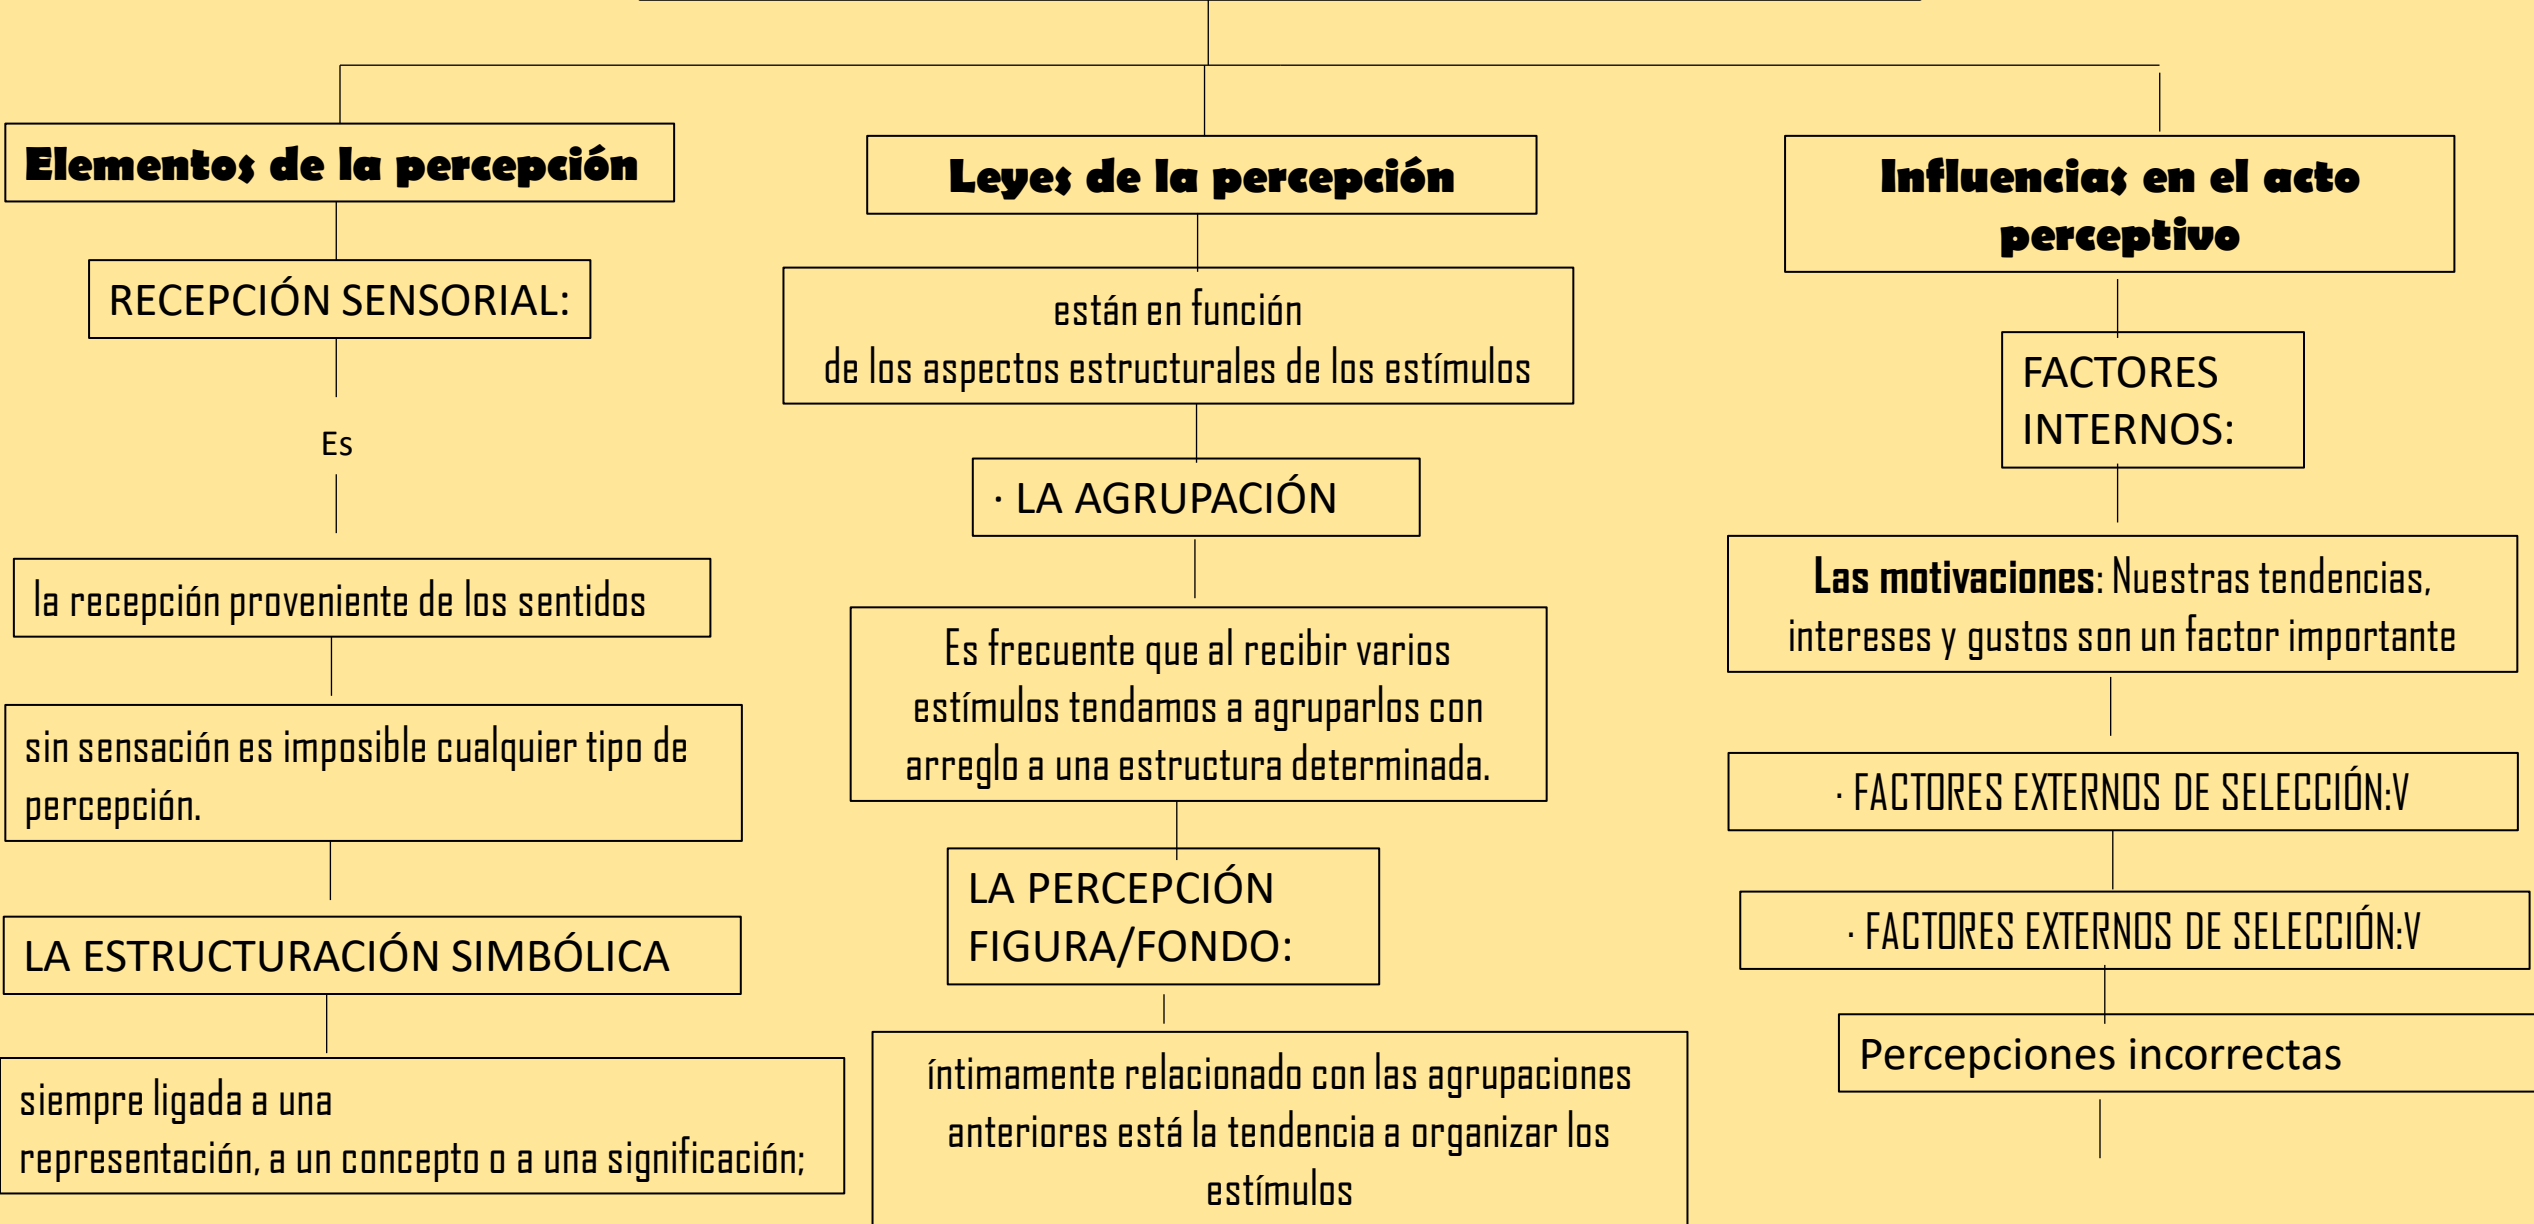 Elementos de la percepción
RECEPCIÓN SENSORIAL:
Es
la recepción proveniente de los sentidos
sin sensación es imposible cualquier tipo de
percepción.
LA ESTRUCTURACIÓN SIMBÓLICA
siempre ligada a una
representación, a un concepto o a una significación;
Leyes de la percepción
están en función
de los aspectos estructurales de los estímulos
· LA AGRUPACIÓN
Es frecuente que al recibir varios
estímulos tendamos a agruparlos con
arreglo a una estructura determinada.
LA PERCEPCIÓN
FIGURA/FONDO:
íntimamente relacionado con las agrupaciones
anteriores está la tendencia a organizar los
estímulos
Influencias en el acto
perceptivo
FACTORES
INTERNOS:
Las motivaciones: Nuestras tendencias,
intereses y gustos son un factor importante
· FACTORES EXTERNOS DE SELECCIÓN:V
· FACTORES EXTERNOS DE SELECCIÓN:V
Percepciones incorrectas